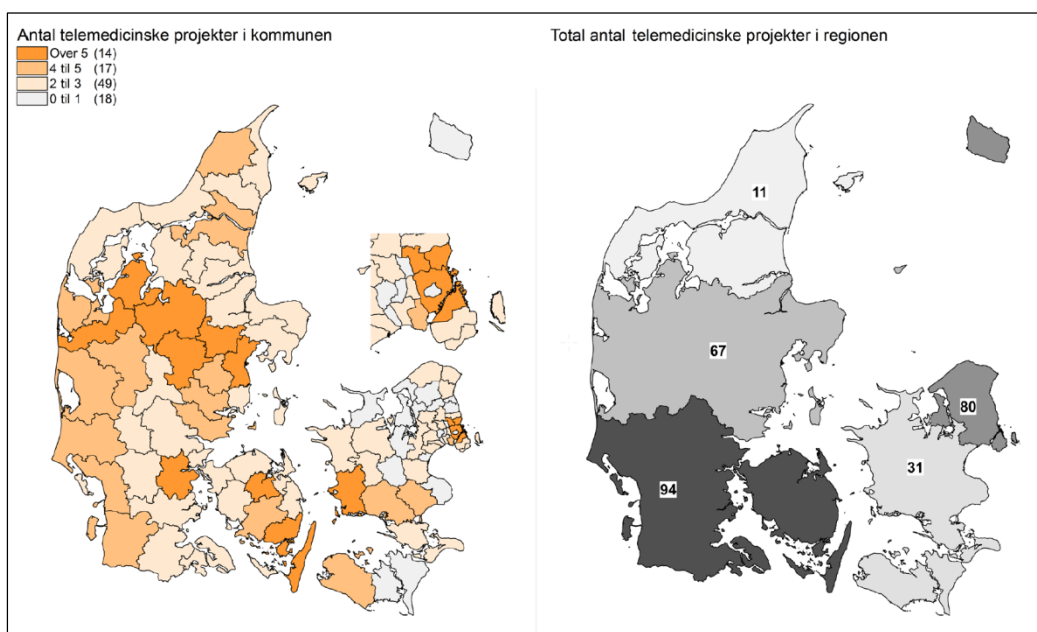 Antal telemedicinske projekter i kommunen
Over 5 (14)
4 til 5 (17)
2 til 3 (49)
0 til 1 (18)
Total antal telemedicinske projekter i regionen
11
67
80
31
94